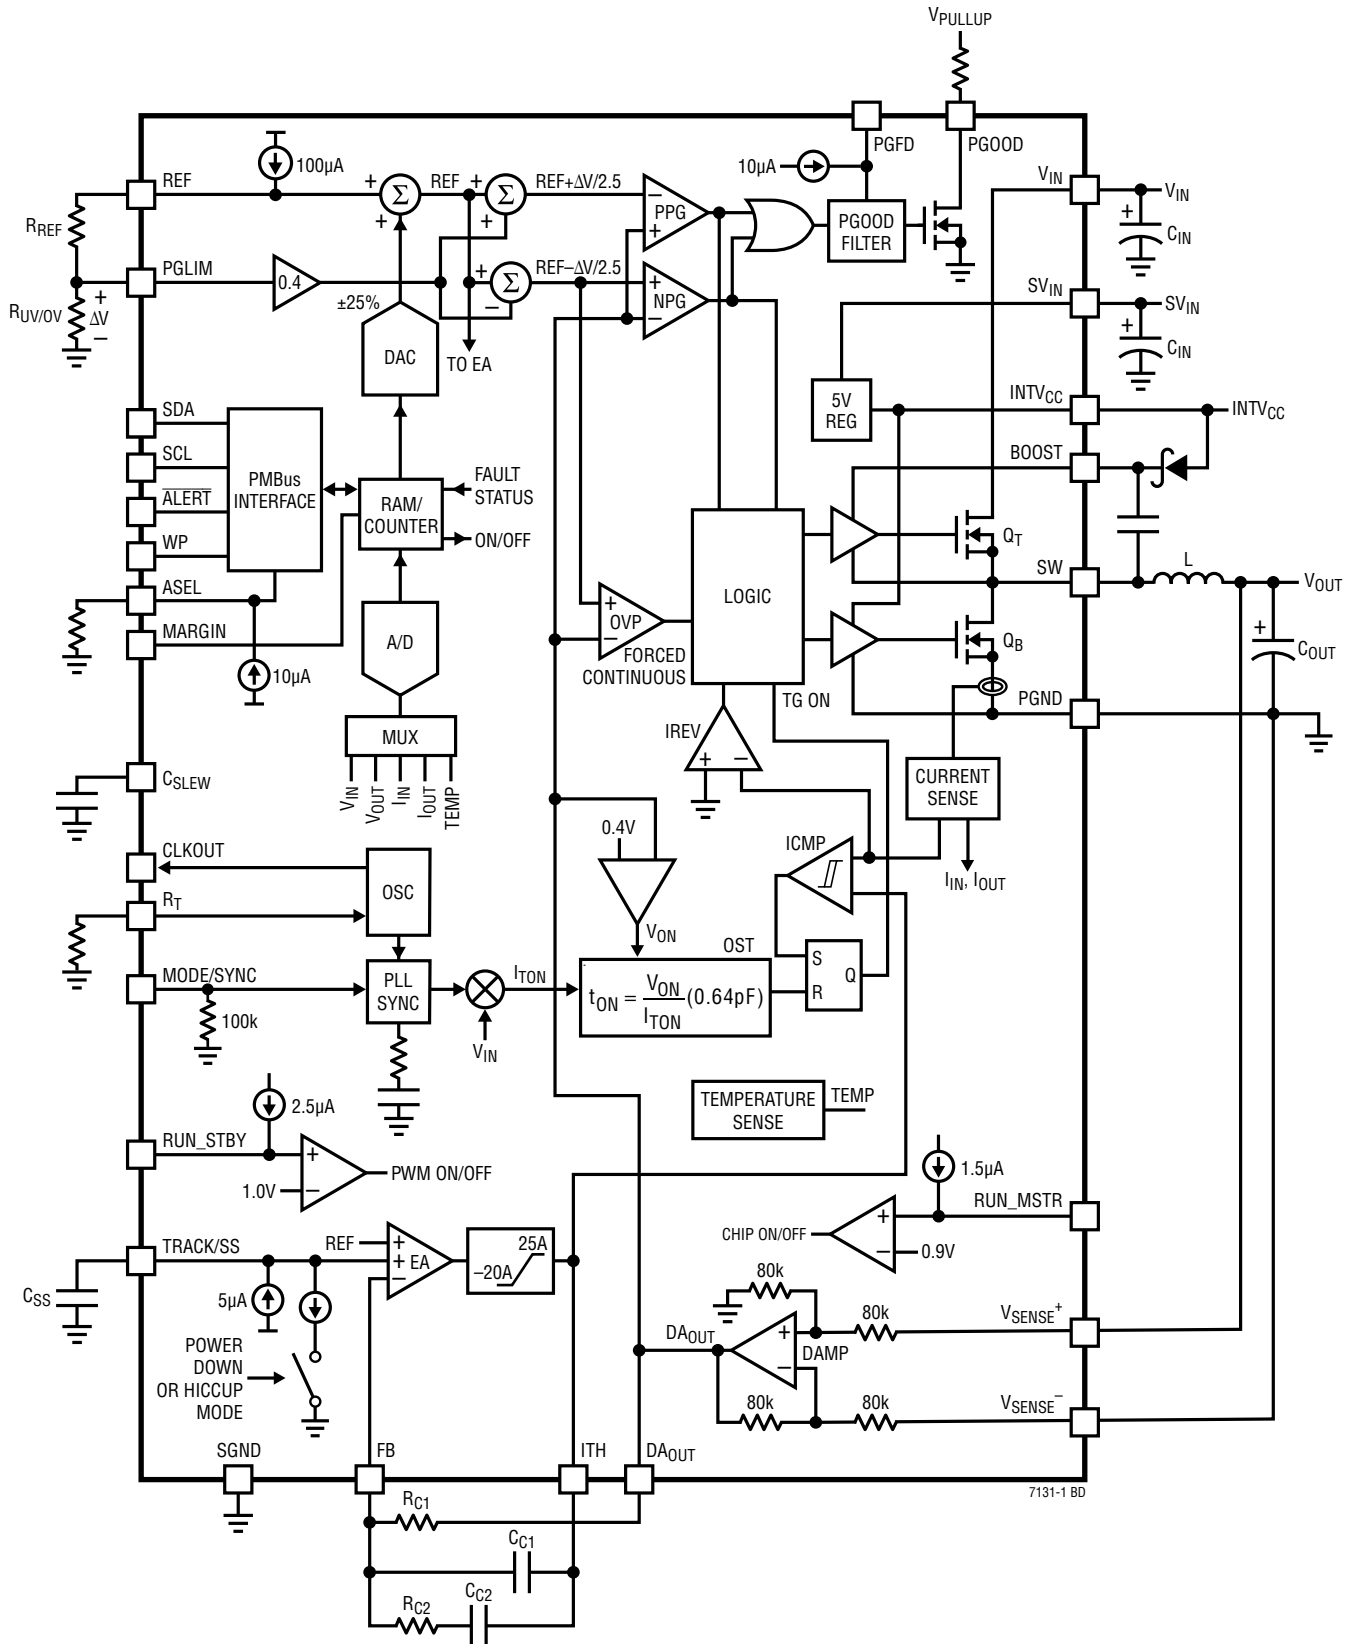 VPULLUP
PGFD
PGOOD
100µA
10µA
VIN
VIN
REF
+
Σ
+
REF
+
Σ
+
REF+ΔV/2.5
−
PPG
+
PGOOD
FILTER
+
CIN
RREF
PGLIM
0.4
+
Σ
−
REF−ΔV/2.5
+
NPG
−
SVIN
SVIN
RUV/OV
+
ΔV
−
±25%
DAC
TO EA
+
CIN
5V
REG
INTVCC
INTVCC
SDA
SCL
ALERT
WP
ASEL
MARGIN
PMBus
INTERFACE
RAM/
COUNTER
FAULT
STATUS
ON/OFF
BOOST
LOGIC
QT
SW
L
VOUT
10µA
A/D
+
OVP
−
FORCED
CONTINUOUS
QB
+
COUT
TG ON
PGND
MUX
IREV
+ −
CURRENT
SENSE
CSLEW
VIN
VOUT
IIN
IOUT
TEMP
0.4V
ICMP
IIN, IOUT
CLKOUT
OSC
RT
VON
OST
MODE/SYNC
PLL
SYNC
ITON
tON = VON/ITON (0.64pF)
S
Q
R
100k
VIN
2.5µA
TEMPERATURE
SENSE
TEMP
RUN_STBY
+
1.0V
−
PWM ON/OFF
1.5µA
RUN_MSTR
+
CHIP ON/OFF
−
0.9V
TRACK/SS
REF
+
+
EA
−
25A
−20A
CSS
5µA
80k
80k
VSENSE+
POWER
DOWN
OR HICCUP
MODE
DAOUT
+
DAMP
−
80k
80k
VSENSE−
SGND
FB
ITH
DAOUT
7131-1 BD
RC1
CC1
RC2
CC2